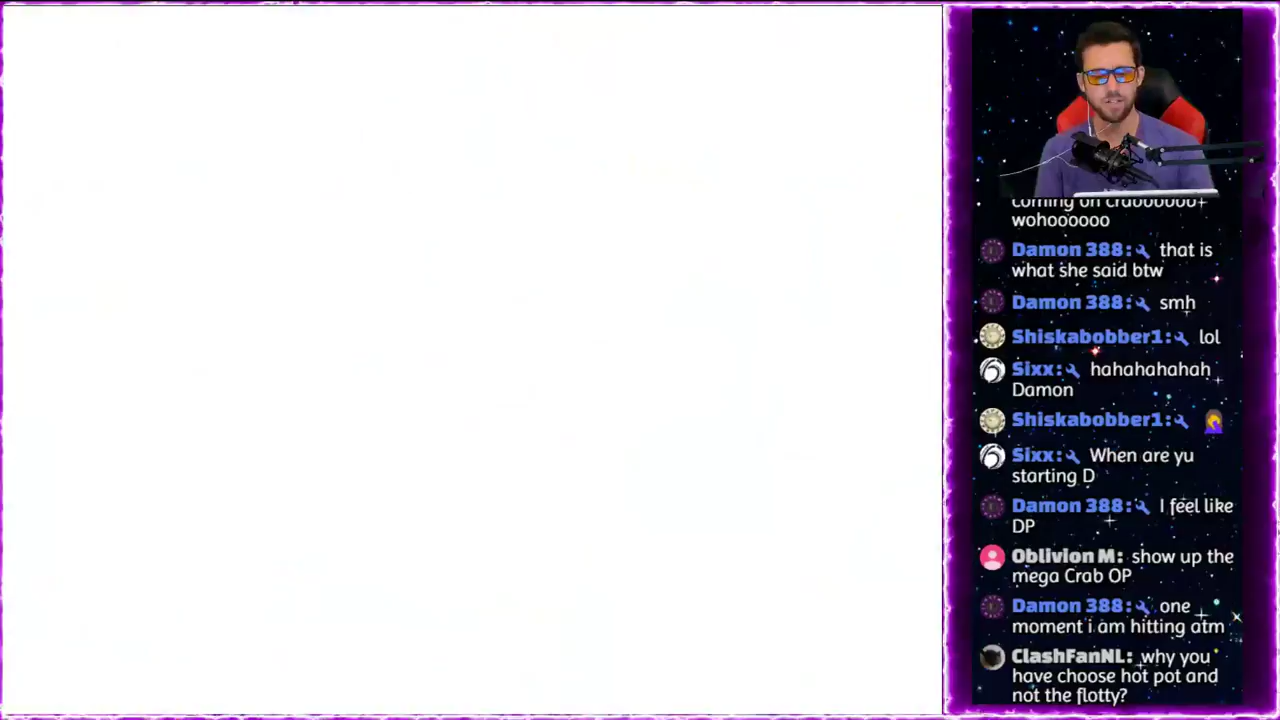 coming on craboooooo+
wohoooooo
Damon 388: that is
what she said btw
Damon 388: smh
Shiskabobber1: lol
Sixx: hahahahahah
Damon
Shiskabobber1:
Sixx: When are yu
starting D
Damon 388: I feel like
DP
Oblivion M: show up the
mega Crab OP
Damon 388: one
moment i am hitting atm
ClashFanNL: why you
have choose hot pot and
not the flotty?